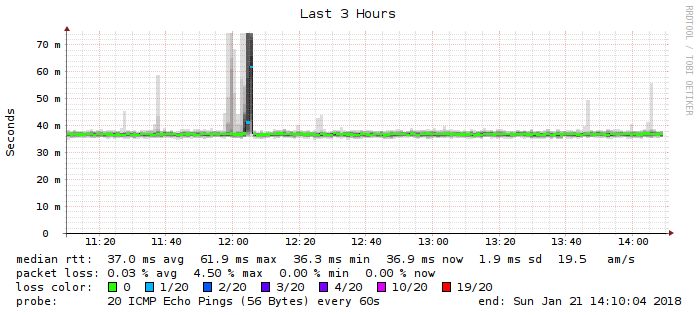 Last 3 Hours
RRDTOOL / TOBI OETIKER
Seconds
70 m
60 m
50 m
40 m
30 m
20 m
10 m
0
11:20 11:40 12:00 12:20 12:40 13:00 13:20 13:40 14:00
median rtt: 37.0 ms avg 61.9 ms max 36.3 ms min 36.9 ms now 1.9 ms sd 19.5 am/s
packet loss: 0.03 % avg 4.50 % max 0.00 % min 0.00 % now
loss color: 0 1/20 2/20 3/20 4/20 10/20 19/20
probe: 20 ICMP Echo Pings (56 Bytes) every 60s end: Sun Jan 21 14:10:04 2018